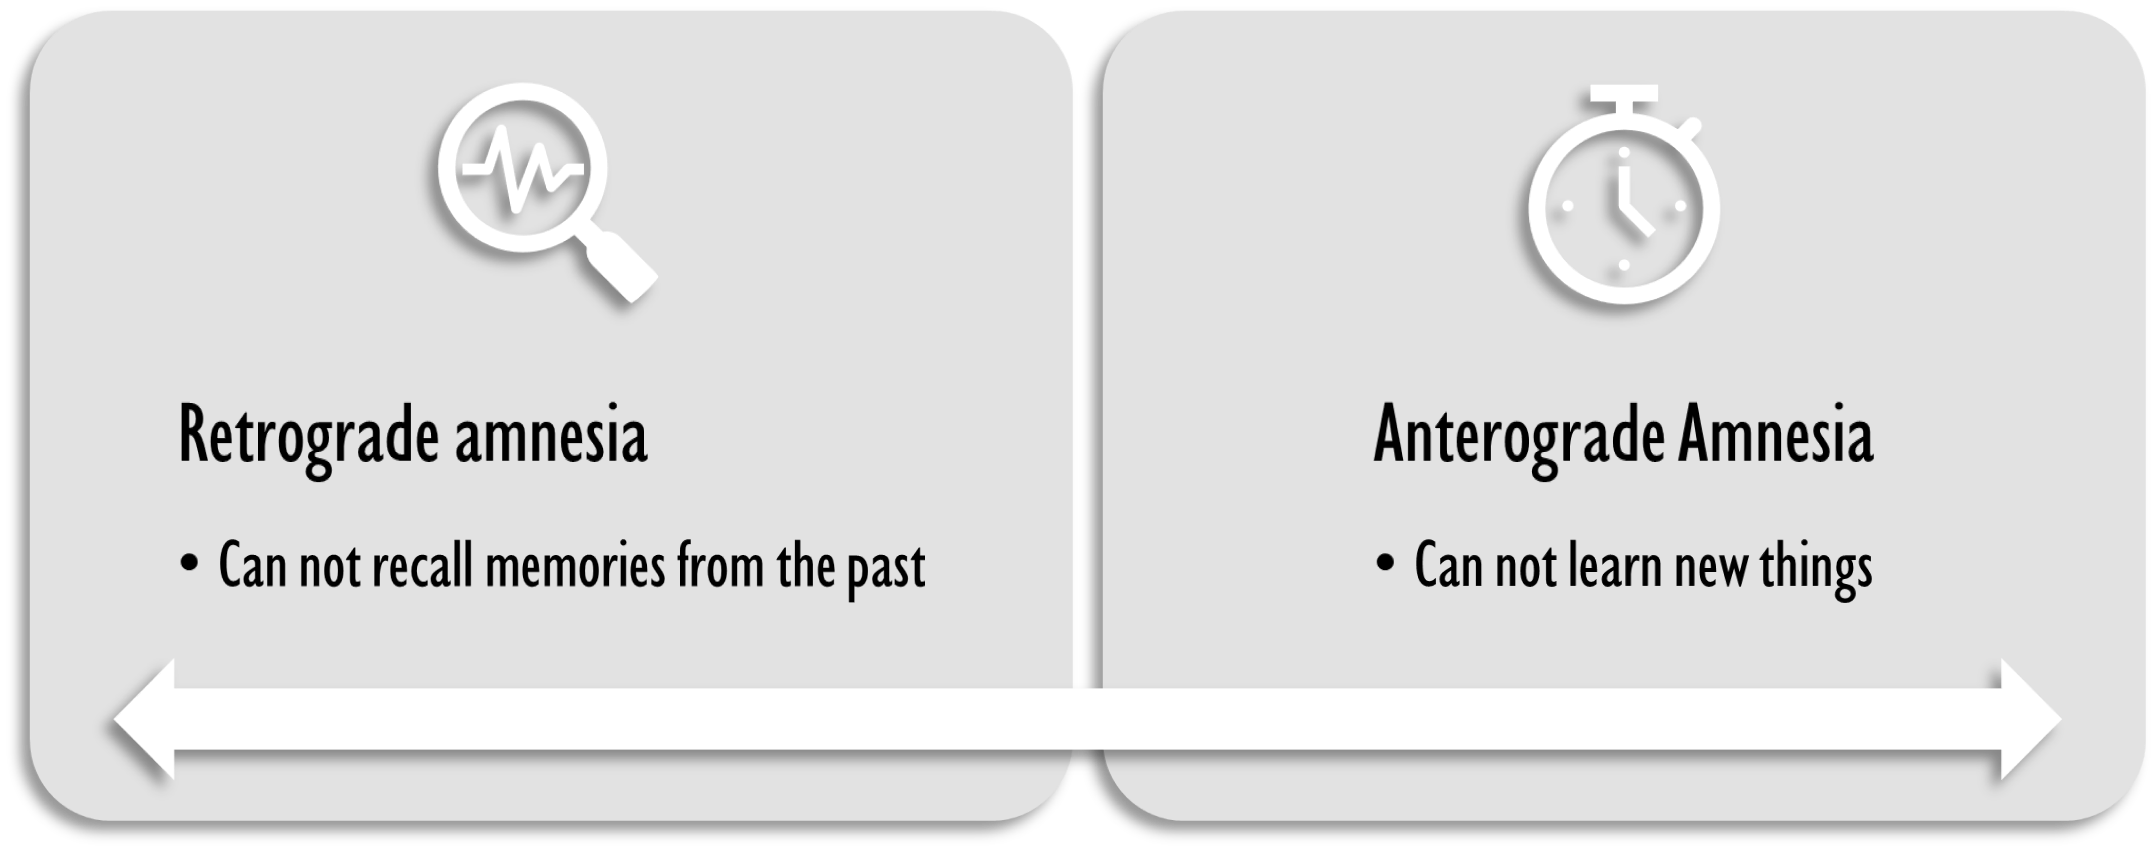 Retrograde amnesia
• Can not recall memories from the past
Anterograde Amnesia
• Can not learn new things